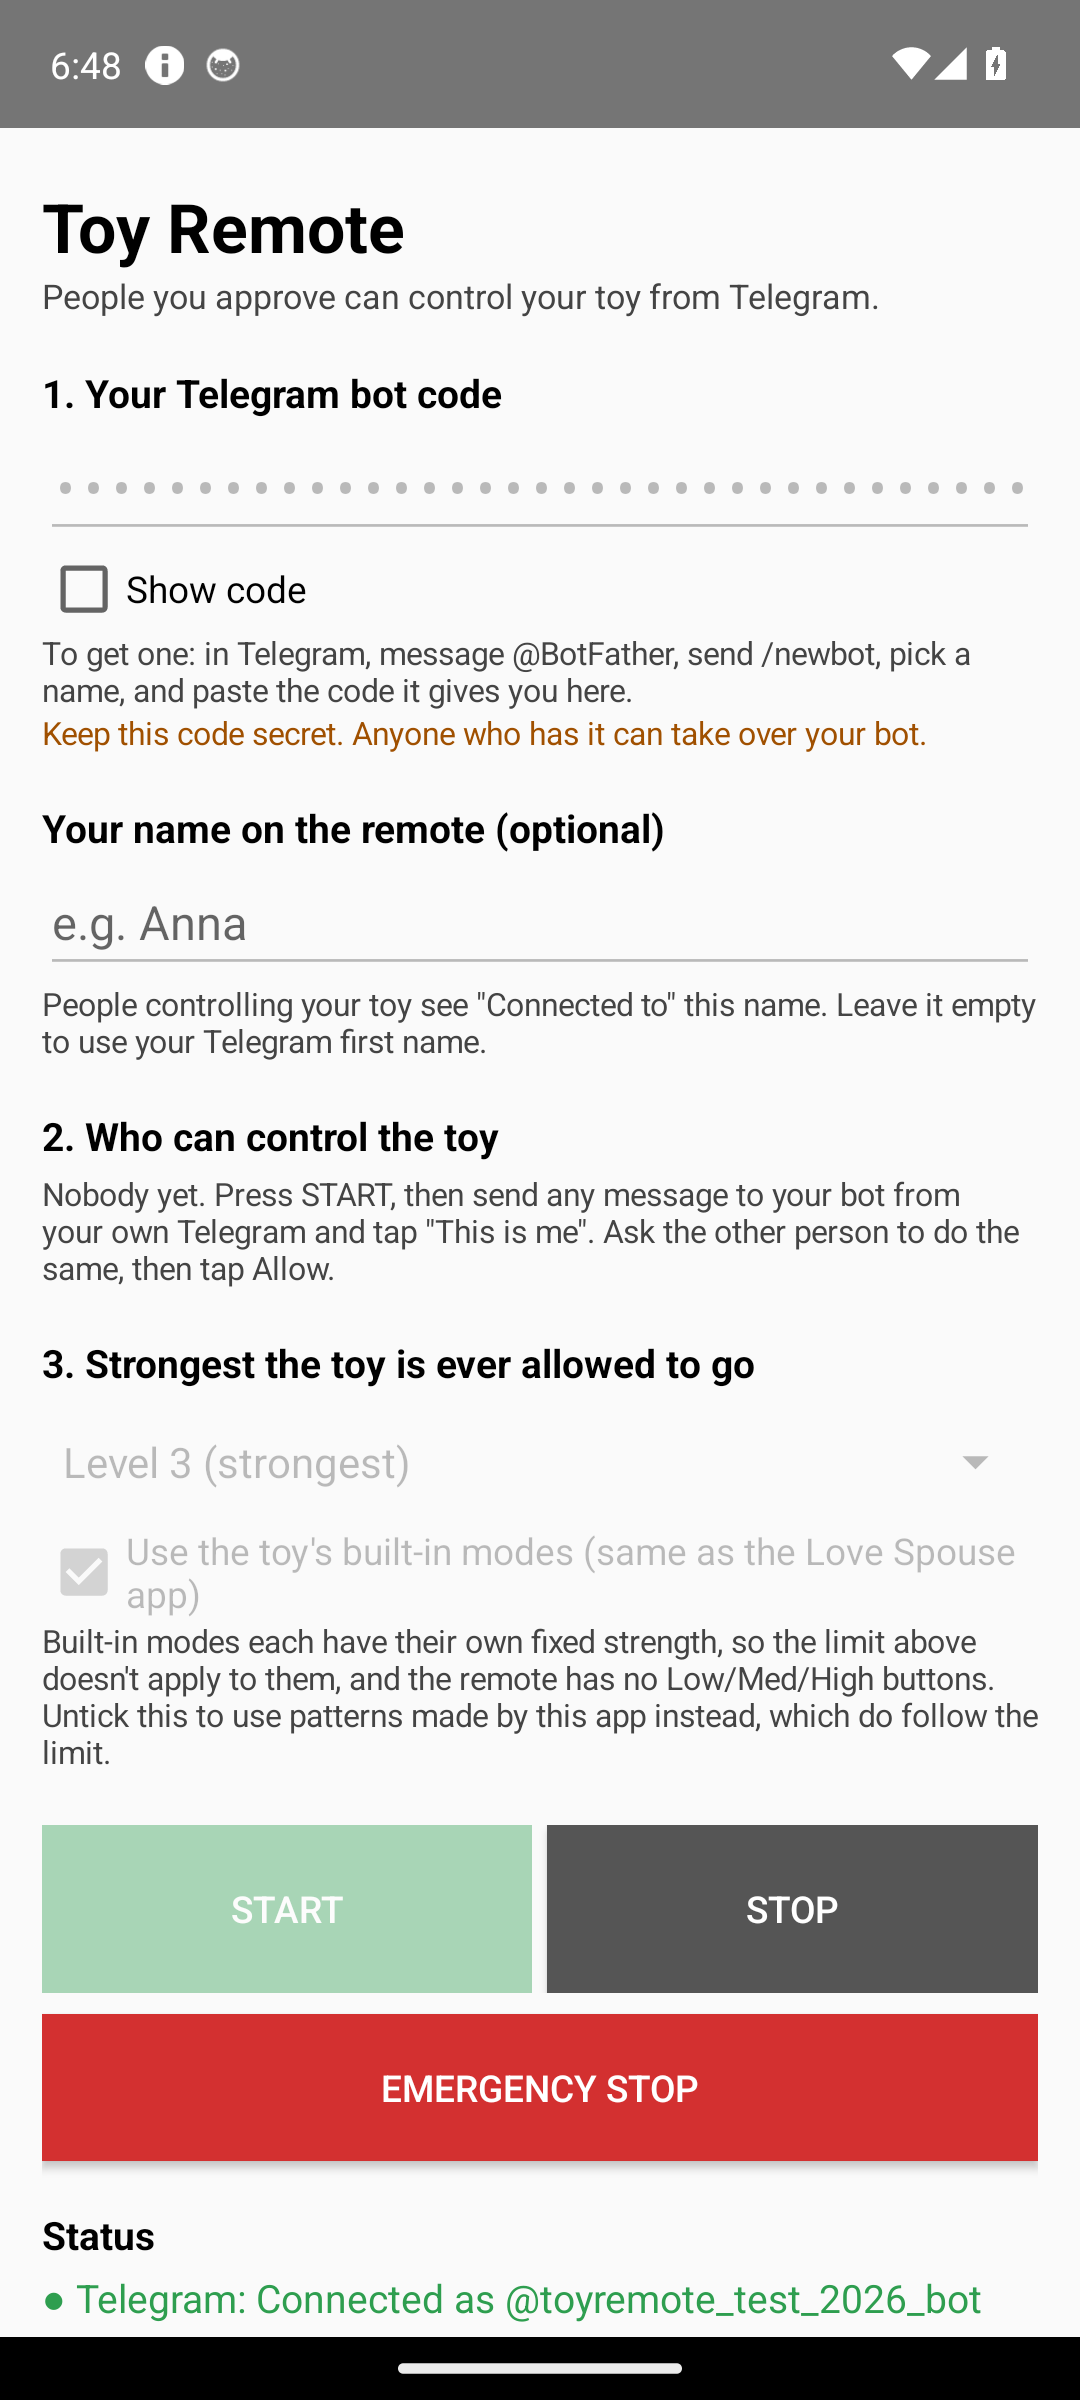 6:48
Toy Remote
People you approve can control your toy from Telegram.
1. Your Telegram bot code
Show code
To get one: in Telegram, message @BotFather, send /newbot, pick a
name, and paste the code it gives you here.
Keep this code secret. Anyone who has it can take over your bot.
Your name on the remote (optional)
e.g. Anna
People controlling your toy see "Connected to" this name. Leave it empty
to use your Telegram first name.
2. Who can control the toy
Nobody yet. Press START, then send any message to your bot from
your own Telegram and tap "This is me". Ask the other person to do the
same, then tap Allow.
3. Strongest the toy is ever allowed to go
Level 3 (strongest)
Use the toy's built-in modes (same as the Love Spouse
app)
Built-in modes each have their own fixed strength, so the limit above
doesn't apply to them, and the remote has no Low/Med/High buttons.
Untick this to use patterns made by this app instead, which do follow the
limit.
START
STOP
EMERGENCY STOP
Status
● Telegram: Connected as @toyremote_test_2026_bot